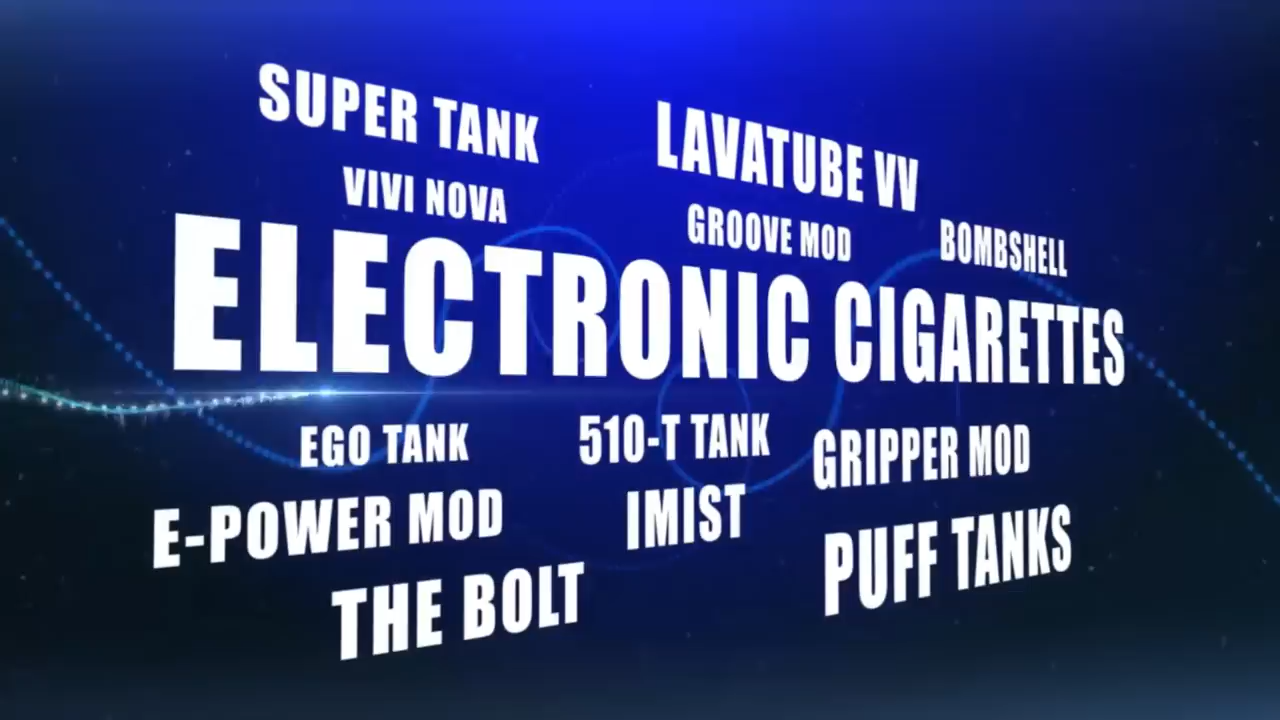 SUPER TANK
LAVATUBE VV
VIVI NOVA
GROOVE MOD
BOMBSHELL
ELECTRONIC CIGARETTES
EGO TANK
510-T TANK
GRIPPER MOD
E-POWER MOD
IMIST
PUFF TANKS
THE BOLT